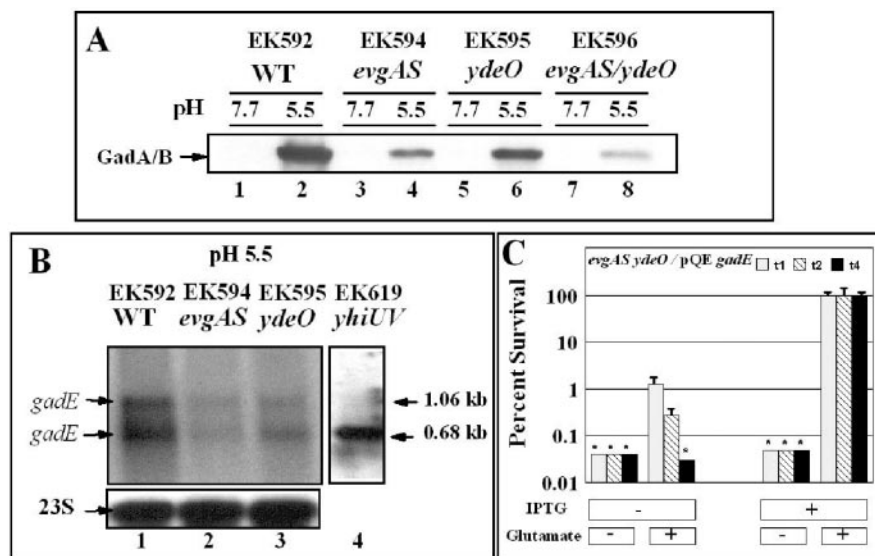 A
EK592 EK594 EK595 EK596
WT evgAS ydeO evgAS/ydeO
pH 7.7 5.5 7.7 5.5 7.7 5.5 7.7 5.5
GadA/B
1 2 3 4 5 6 7 8
B
pH 5.5
EK592 EK594 EK595 EK619
WT evgAS ydeO yhiUV
gadE 1.06 kb
gadE 0.68 kb
23S
1 2 3 4
C
evgAS ydeO / pQE gadE t1 t2 t4
Percent Survival
100
10
1
0.1
0.01
* * * * * * *
IPTG - +
Glutamate - + - +